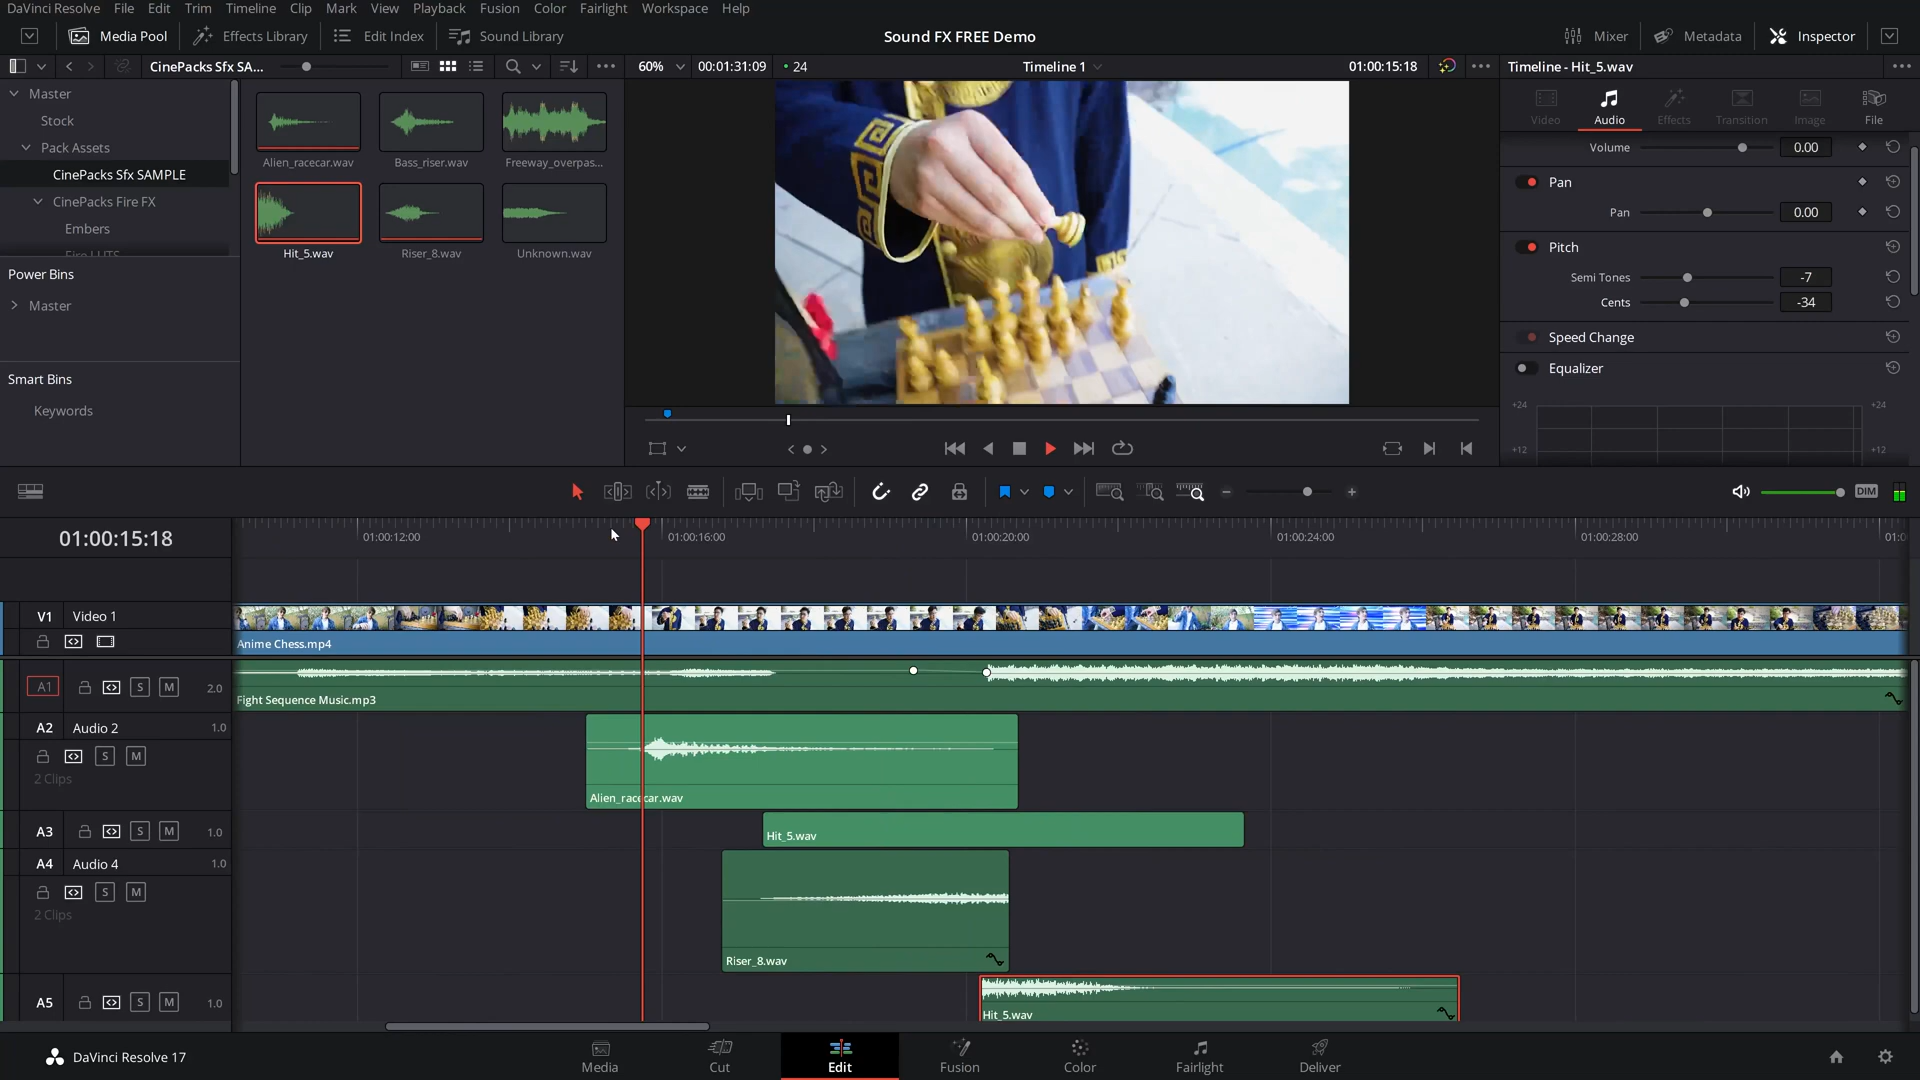 DaVinci Resolve File Edit Trim Timeline Clip Mark View Playback Fusion Color Fairlight Workspace Help
Media Pool Effects Library Edit Index Sound Library Sound FX FREE Demo Mixer Metadata Inspector
CinePacks Sfx SA... 60% 00:01:31:09 24 Timeline 1 01:00:15:18 Timeline - Hit_5.wav
Master
Stock
Pack Assets
CinePacks Sfx SAMPLE
CinePacks Fire FX
Embers
Fire LUTS
Power Bins
Master
Smart Bins
Keywords
Alien_racecar.wav Bass_riser.wav Freeway_overpas...
Hit_5.wav Riser_8.wav Unknown.wav
Video Audio Effects Transition Image File
Volume 0.00
Pan
Pan 0.00
Pitch
Semi Tones -7
Cents -34
Speed Change
Equalizer
+24 +24
+12 +12
DIM
01:00:15:18 01:00:12:00 01:00:16:00 01:00:20:00 01:00:24:00 01:00:28:00 01:0
V1 Video 1
Anime Chess.mp4
A1 S M 2.0
Fight Sequence Music.mp3
A2 Audio 2 1.0
S M
2 Clips
Alien_racecar.wav
A3 S M 1.0
Hit_5.wav
A4 Audio 4 1.0
S M
2 Clips
Riser_8.wav
A5 S M 1.0
Hit_5.wav
DaVinci Resolve 17 Media Cut Edit Fusion Color Fairlight Deliver